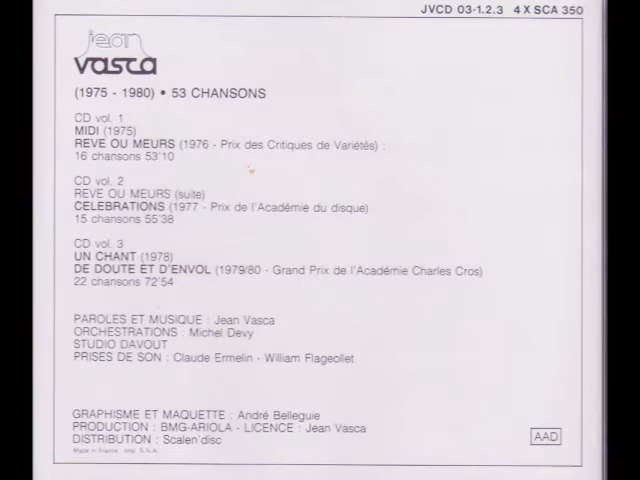 JVCD 03-1.2.3 4 X SCA 350
jean
vasca
(1975 - 1980) • 53 CHANSONS
CD vol. 1
MIDI (1975)
REVE OU MEURS (1976 - Prix des Critiques de Variétés) :
16 chansons 53'10
CD vol. 2
REVE OU MEURS (suite)
CELEBRATIONS (1977 - Prix de l'Académie du disque)
15 chansons 55'38
CD vol. 3
UN CHANT (1978)
DE DOUTE ET D'ENVOL (1979/80 - Grand Prix de l'Académie Charles Cros)
22 chansons 72'54
PAROLES ET MUSIQUE : Jean Vasca
ORCHESTRATIONS : Michel Devy
STUDIO DAVOUT
PRISES DE SON : Claude Ermelin - William Flageollet
GRAPHISME ET MAQUETTE : André Belleguie
PRODUCTION : BMG-ARIOLA - LICENCE : Jean Vasca
DISTRIBUTION : Scalen'disc
AAD
Made in France Imp. S.N.A.